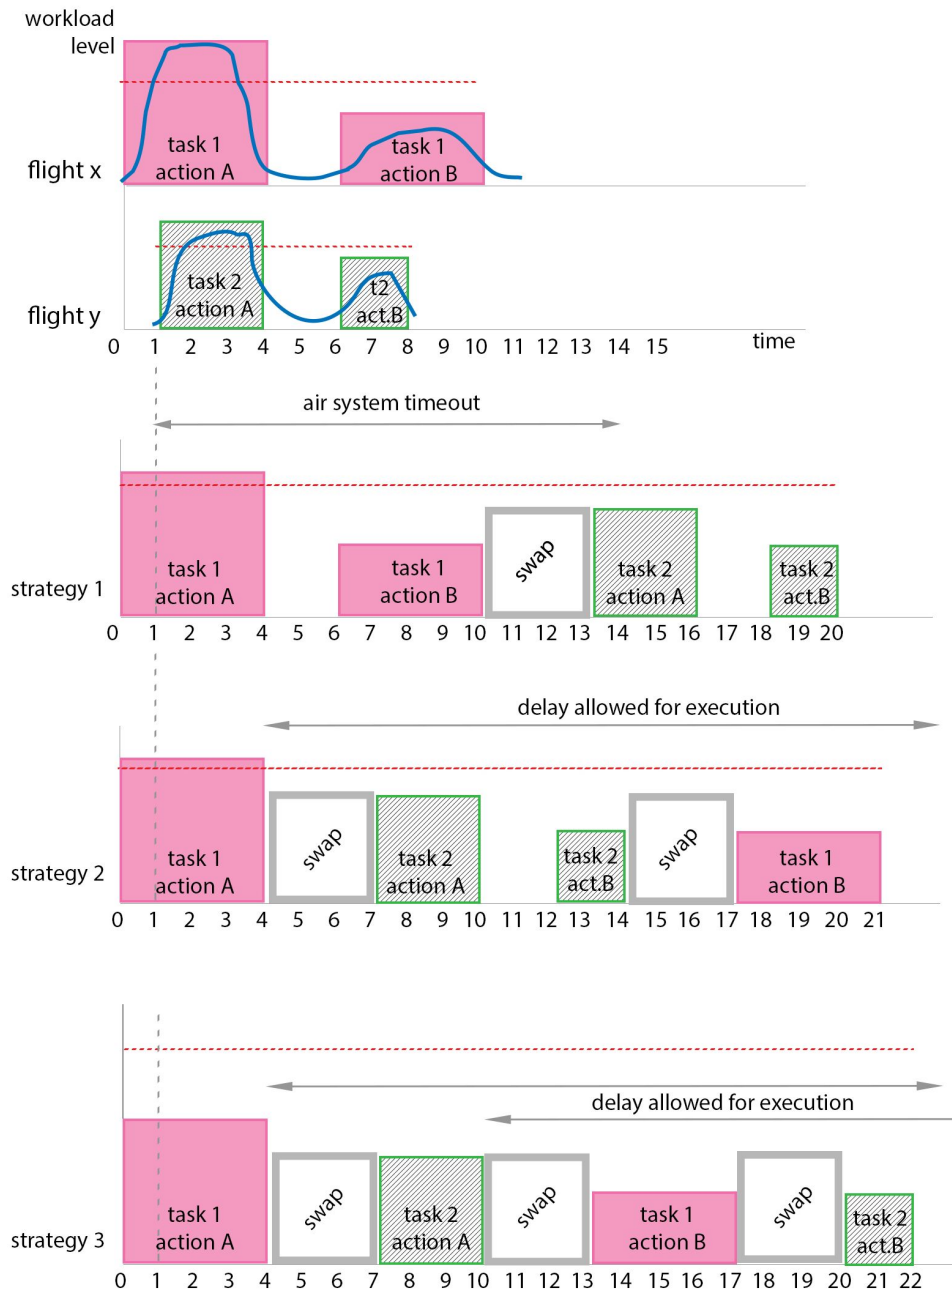 workload
level
task 1
action A
task 1
action B
flight x
task 2
action A
t2
act.B
flight y
0 1 2 3 4 5 6 7 8 9 10 11 12 13 14 15 time
air system timeout
task 1
action A
task 1
action B
swap
task 2
action A
task 2
act.B
strategy 1
0 1 2 3 4 5 6 7 8 9 10 11 12 13 14 15 16 17 18 19 20
delay allowed for execution
task 1
action A
swap
task 2
action A
task 2
act.B
swap
task 1
action B
strategy 2
0 1 2 3 4 5 6 7 8 9 10 11 12 13 14 15 16 17 18 19 20 21
delay allowed for execution
task 1
action A
swap
task 2
action A
swap
task 1
action B
swap
task 2
act.B
strategy 3
0 1 2 3 4 5 6 7 8 9 10 11 12 13 14 15 16 17 18 19 20 21 22